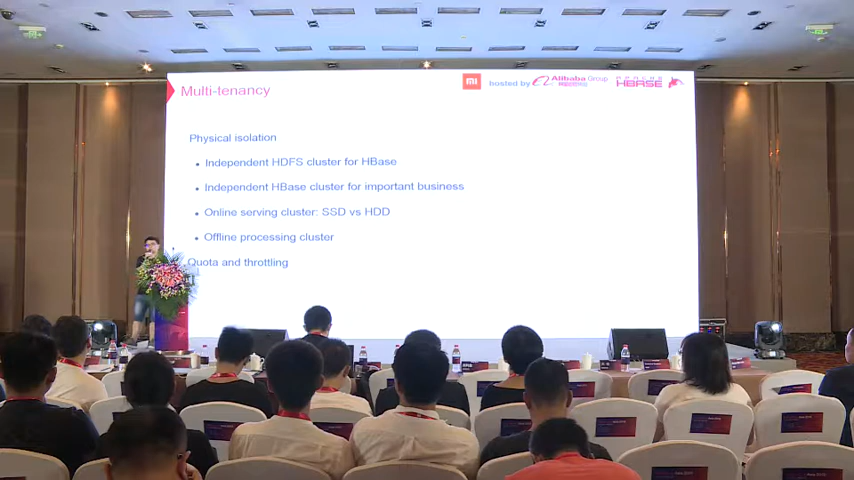 Multi-tenancy
mi
hosted by Alibaba Group
HBASE
Physical isolation
• Independent HDFS cluster for HBase
• Independent HBase cluster for important business
• Online serving cluster: SSD vs HDD
• Offline processing cluster
Quota and throttling